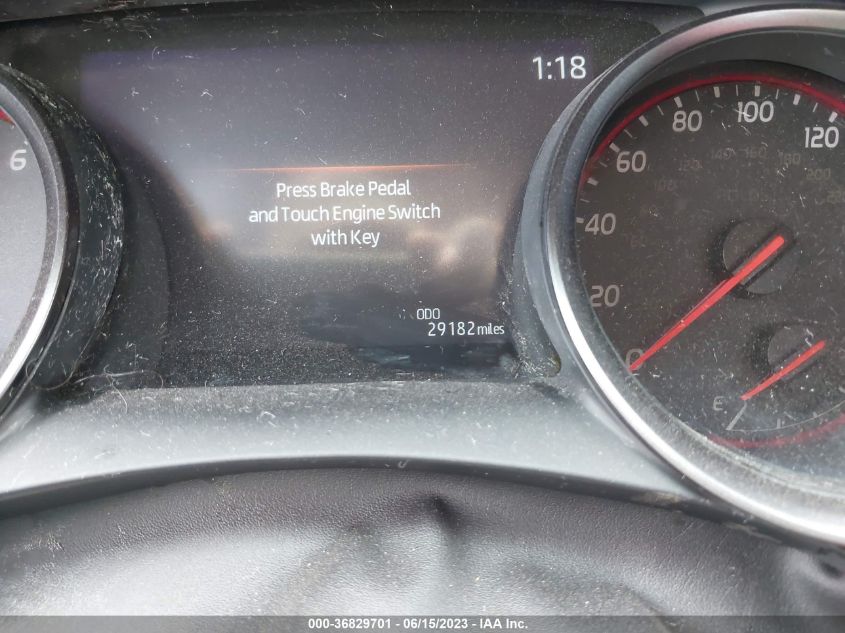 1:18
6
Press Brake Pedal
and Touch Engine Switch
with Key
ODO
29182 miles
0
20
40
60
80
100
120
E
000-36829701 - 06/15/2023 - IAA Inc.